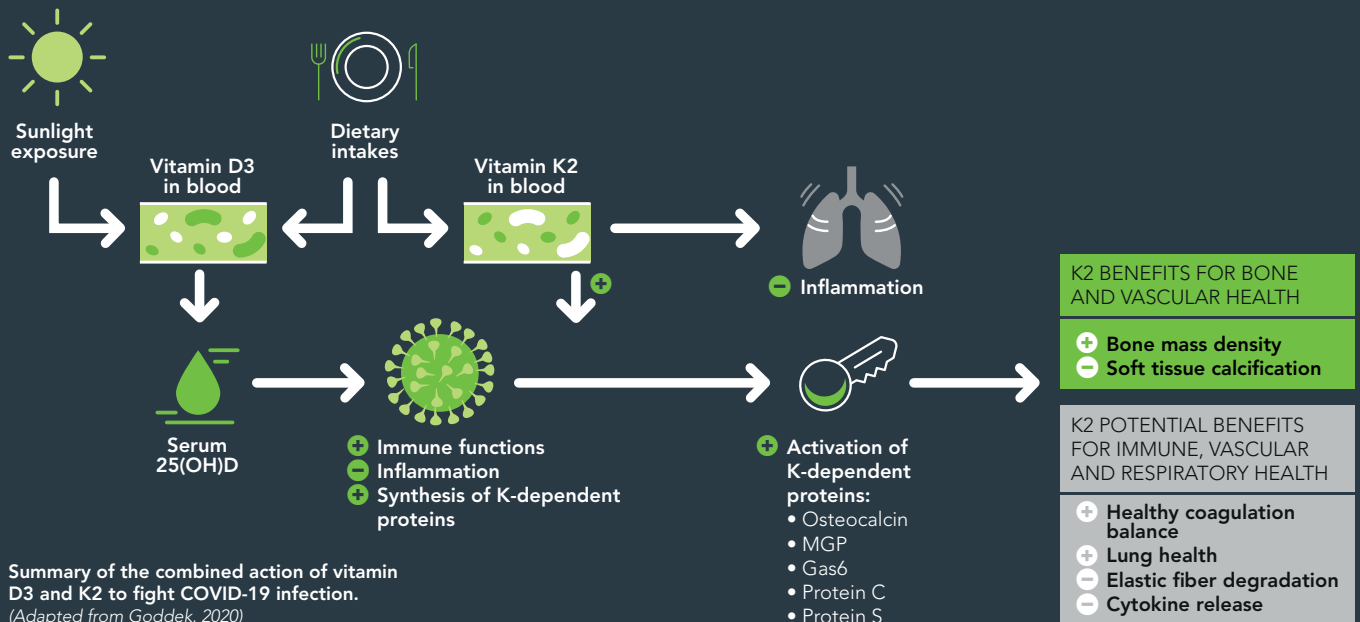 Sunlight
exposure
Dietary
intakes
Vitamin D3
in blood
Vitamin K2
in blood
Inflammation
Serum
25(OH)D
Immune functions
Inflammation
Synthesis of K-dependent
proteins
Activation of
K-dependent
proteins:
• Osteocalcin
• MGP
• Gas6
• Protein C
• Protein S
K2 BENEFITS FOR BONE
AND VASCULAR HEALTH
Bone mass density
Soft tissue calcification
K2 POTENTIAL BENEFITS
FOR IMMUNE, VASCULAR
AND RESPIRATORY HEALTH
Healthy coagulation
balance
Lung health
Elastic fiber degradation
Cytokine release
Summary of the combined action of vitamin
D3 and K2 to fight COVID-19 infection.
(Adapted from Goddek, 2020)